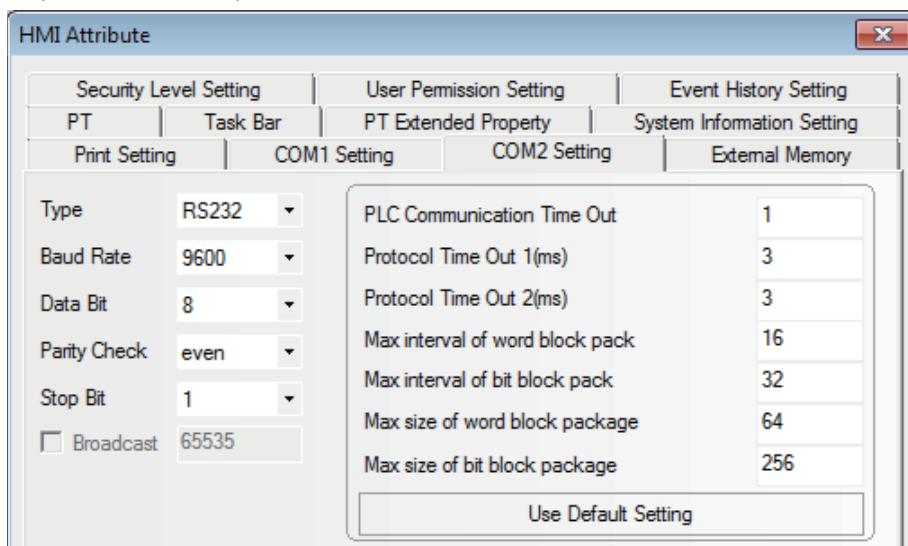 HMI Attribute
Security Level Setting User Permission Setting Event History Setting
PT Task Bar PT Extended Property System Information Setting
Print Setting COM1 Setting COM2 Setting External Memory
Type RS232
Baud Rate 9600
Data Bit 8
Parity Check even
Stop Bit 1
Broadcast 65535
PLC Communication Time Out 1
Protocol Time Out 1(ms) 3
Protocol Time Out 2(ms) 3
Max interval of word block pack 16
Max interval of bit block pack 32
Max size of word block package 64
Max size of bit block package 256
Use Default Setting